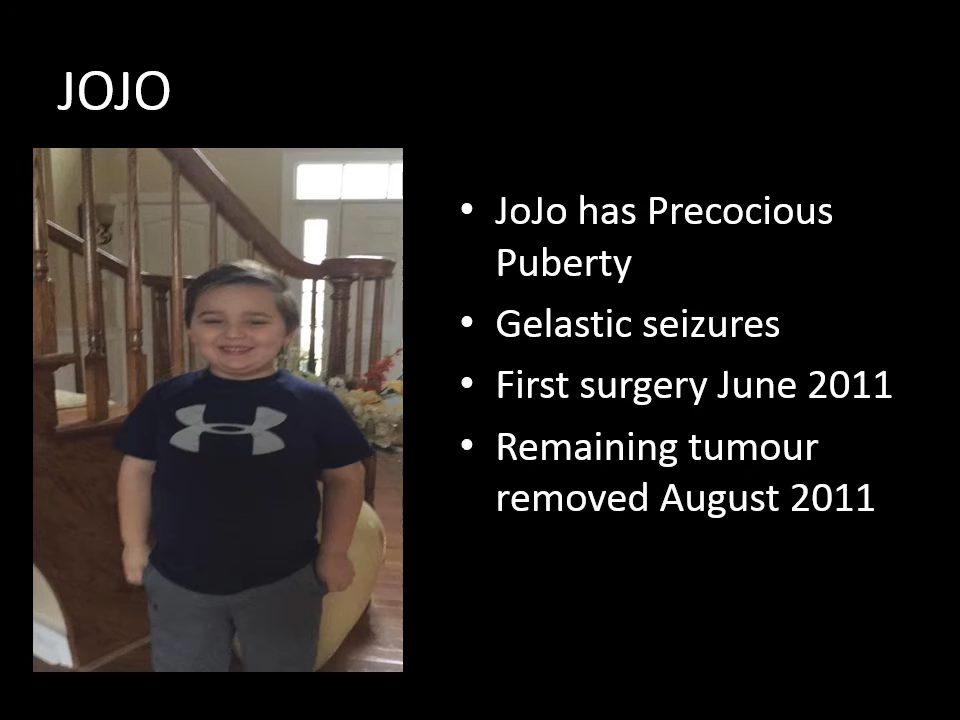 JOJO
• JoJo has Precocious
Puberty
• Gelastic seizures
• First surgery June 2011
• Remaining tumour
removed August 2011